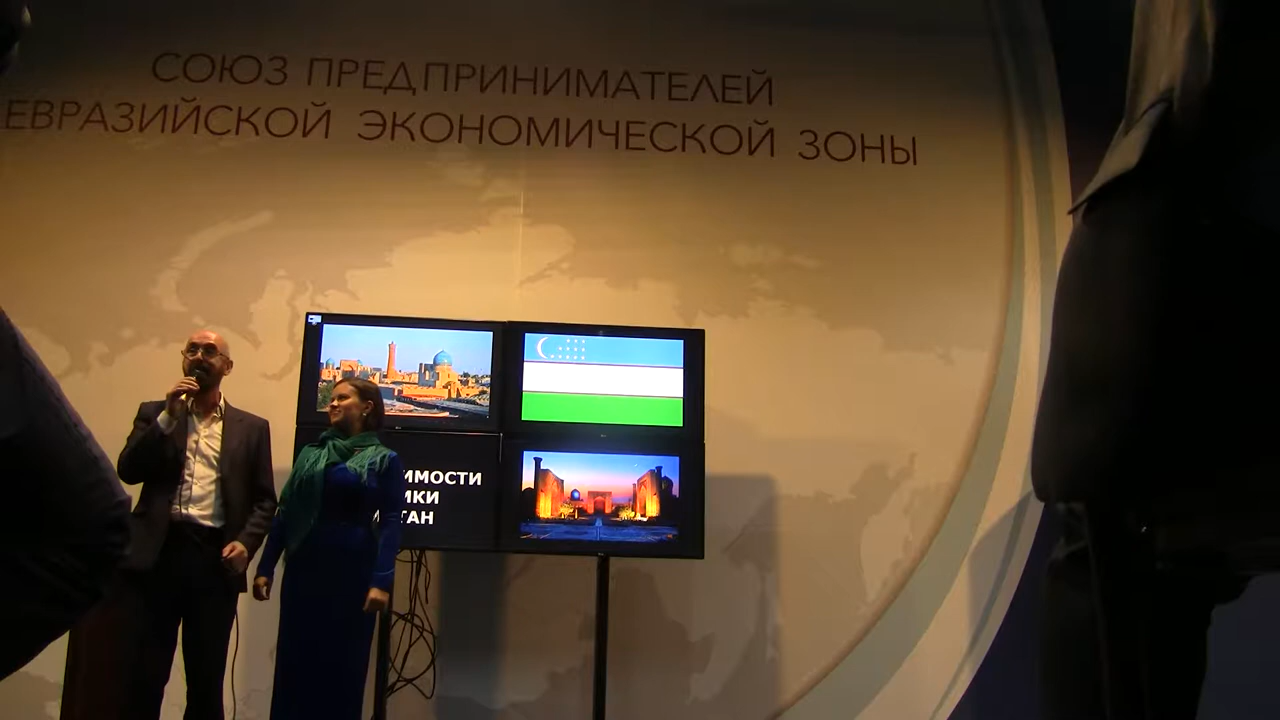 СОЮЗ ПРЕДПРИНИМАТЕЛЕЙ
ЕВРАЗИЙСКОЙ ЭКОНОМИЧЕСКОЙ ЗОНЫ
ИМОСТИ
ИКИ
ТАН